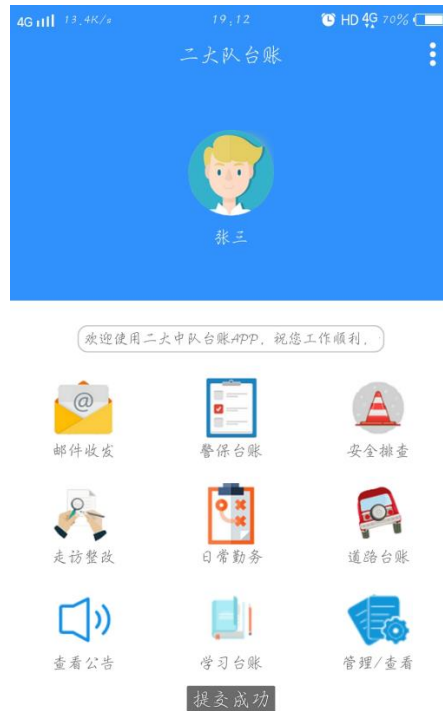 4G 13.4K/s 19:12 HD 4G 70%
二大队台账
张三
欢迎使用二大中队台账APP，祝您工作顺利，
@
邮件收发 警保台账 安全排查
走访整改 日常勤务 道路台账
查看公告 学习台账 管理/查看
提交成功